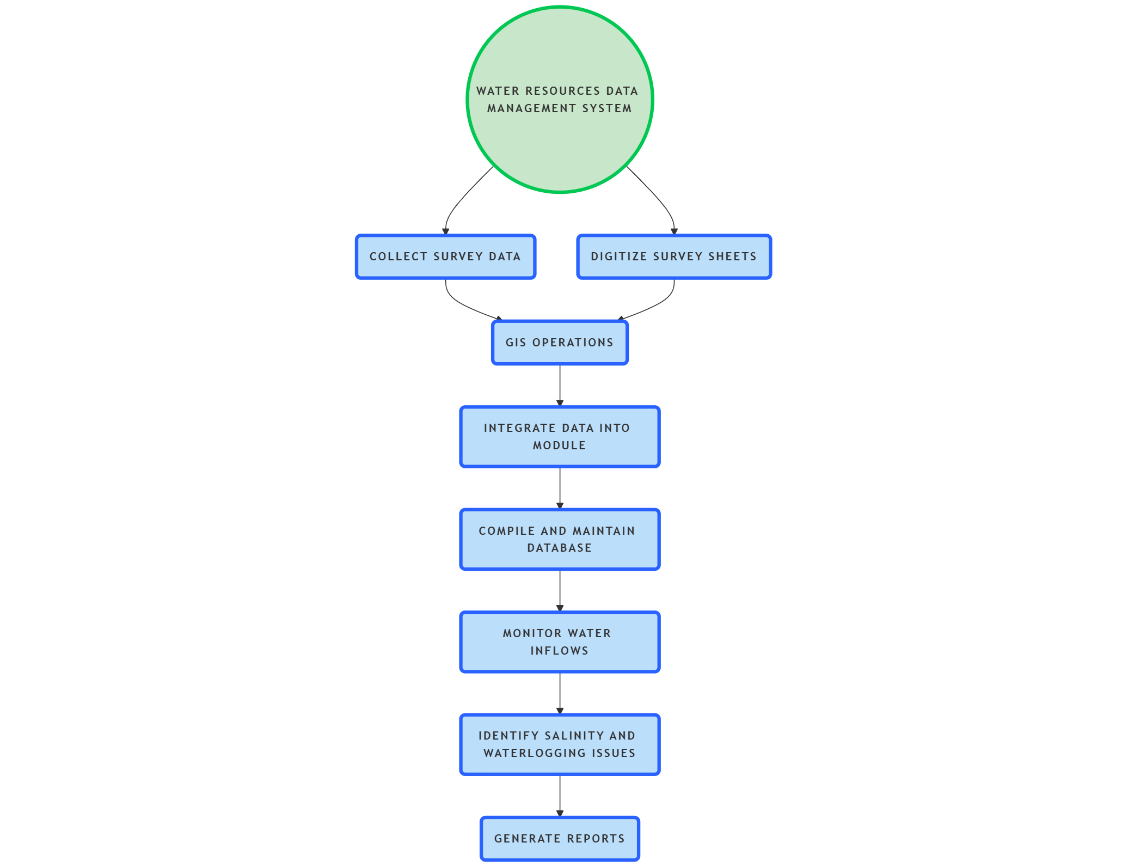 WATER RESOURCES DATA
MANAGEMENT SYSTEM
COLLECT SURVEY DATA
DIGITIZE SURVEY SHEETS
GIS OPERATIONS
INTEGRATE DATA INTO
MODULE
COMPILE AND MAINTAIN
DATABASE
MONITOR WATER
INFLOWS
IDENTIFY SALINITY AND
WATERLOGGING ISSUES
GENERATE REPORTS